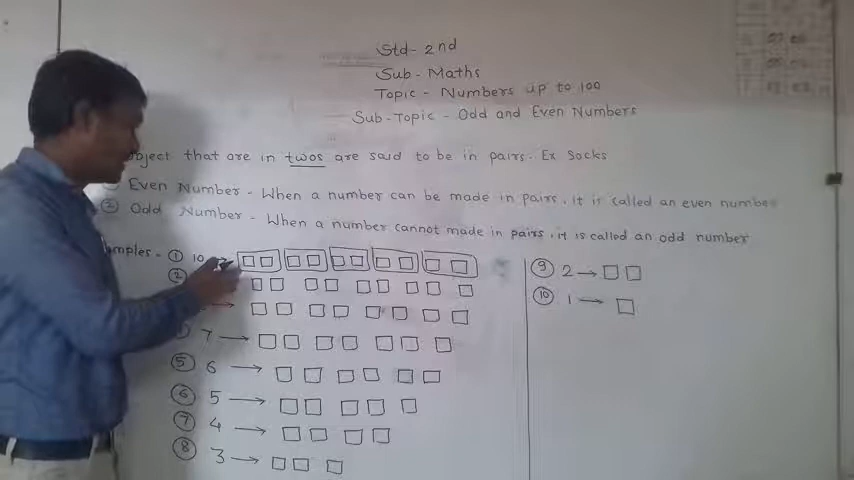 Std - 2nd
Sub - Maths
Topic - Numbers up to 100
Sub-Topic - Odd and Even Numbers
object that are in twos are said to be in pairs. Ex Socks
Even Number - When a number can be made in pairs, it is called an even number
② Odd Number - When a number cannot made in pairs, it is called an odd number
① 10 →
②
→
7 →
⑤ 6 →
⑥ 5 →
⑦ 4 →
⑧ 3 →
⑨ 2 →
⑩ 1 →